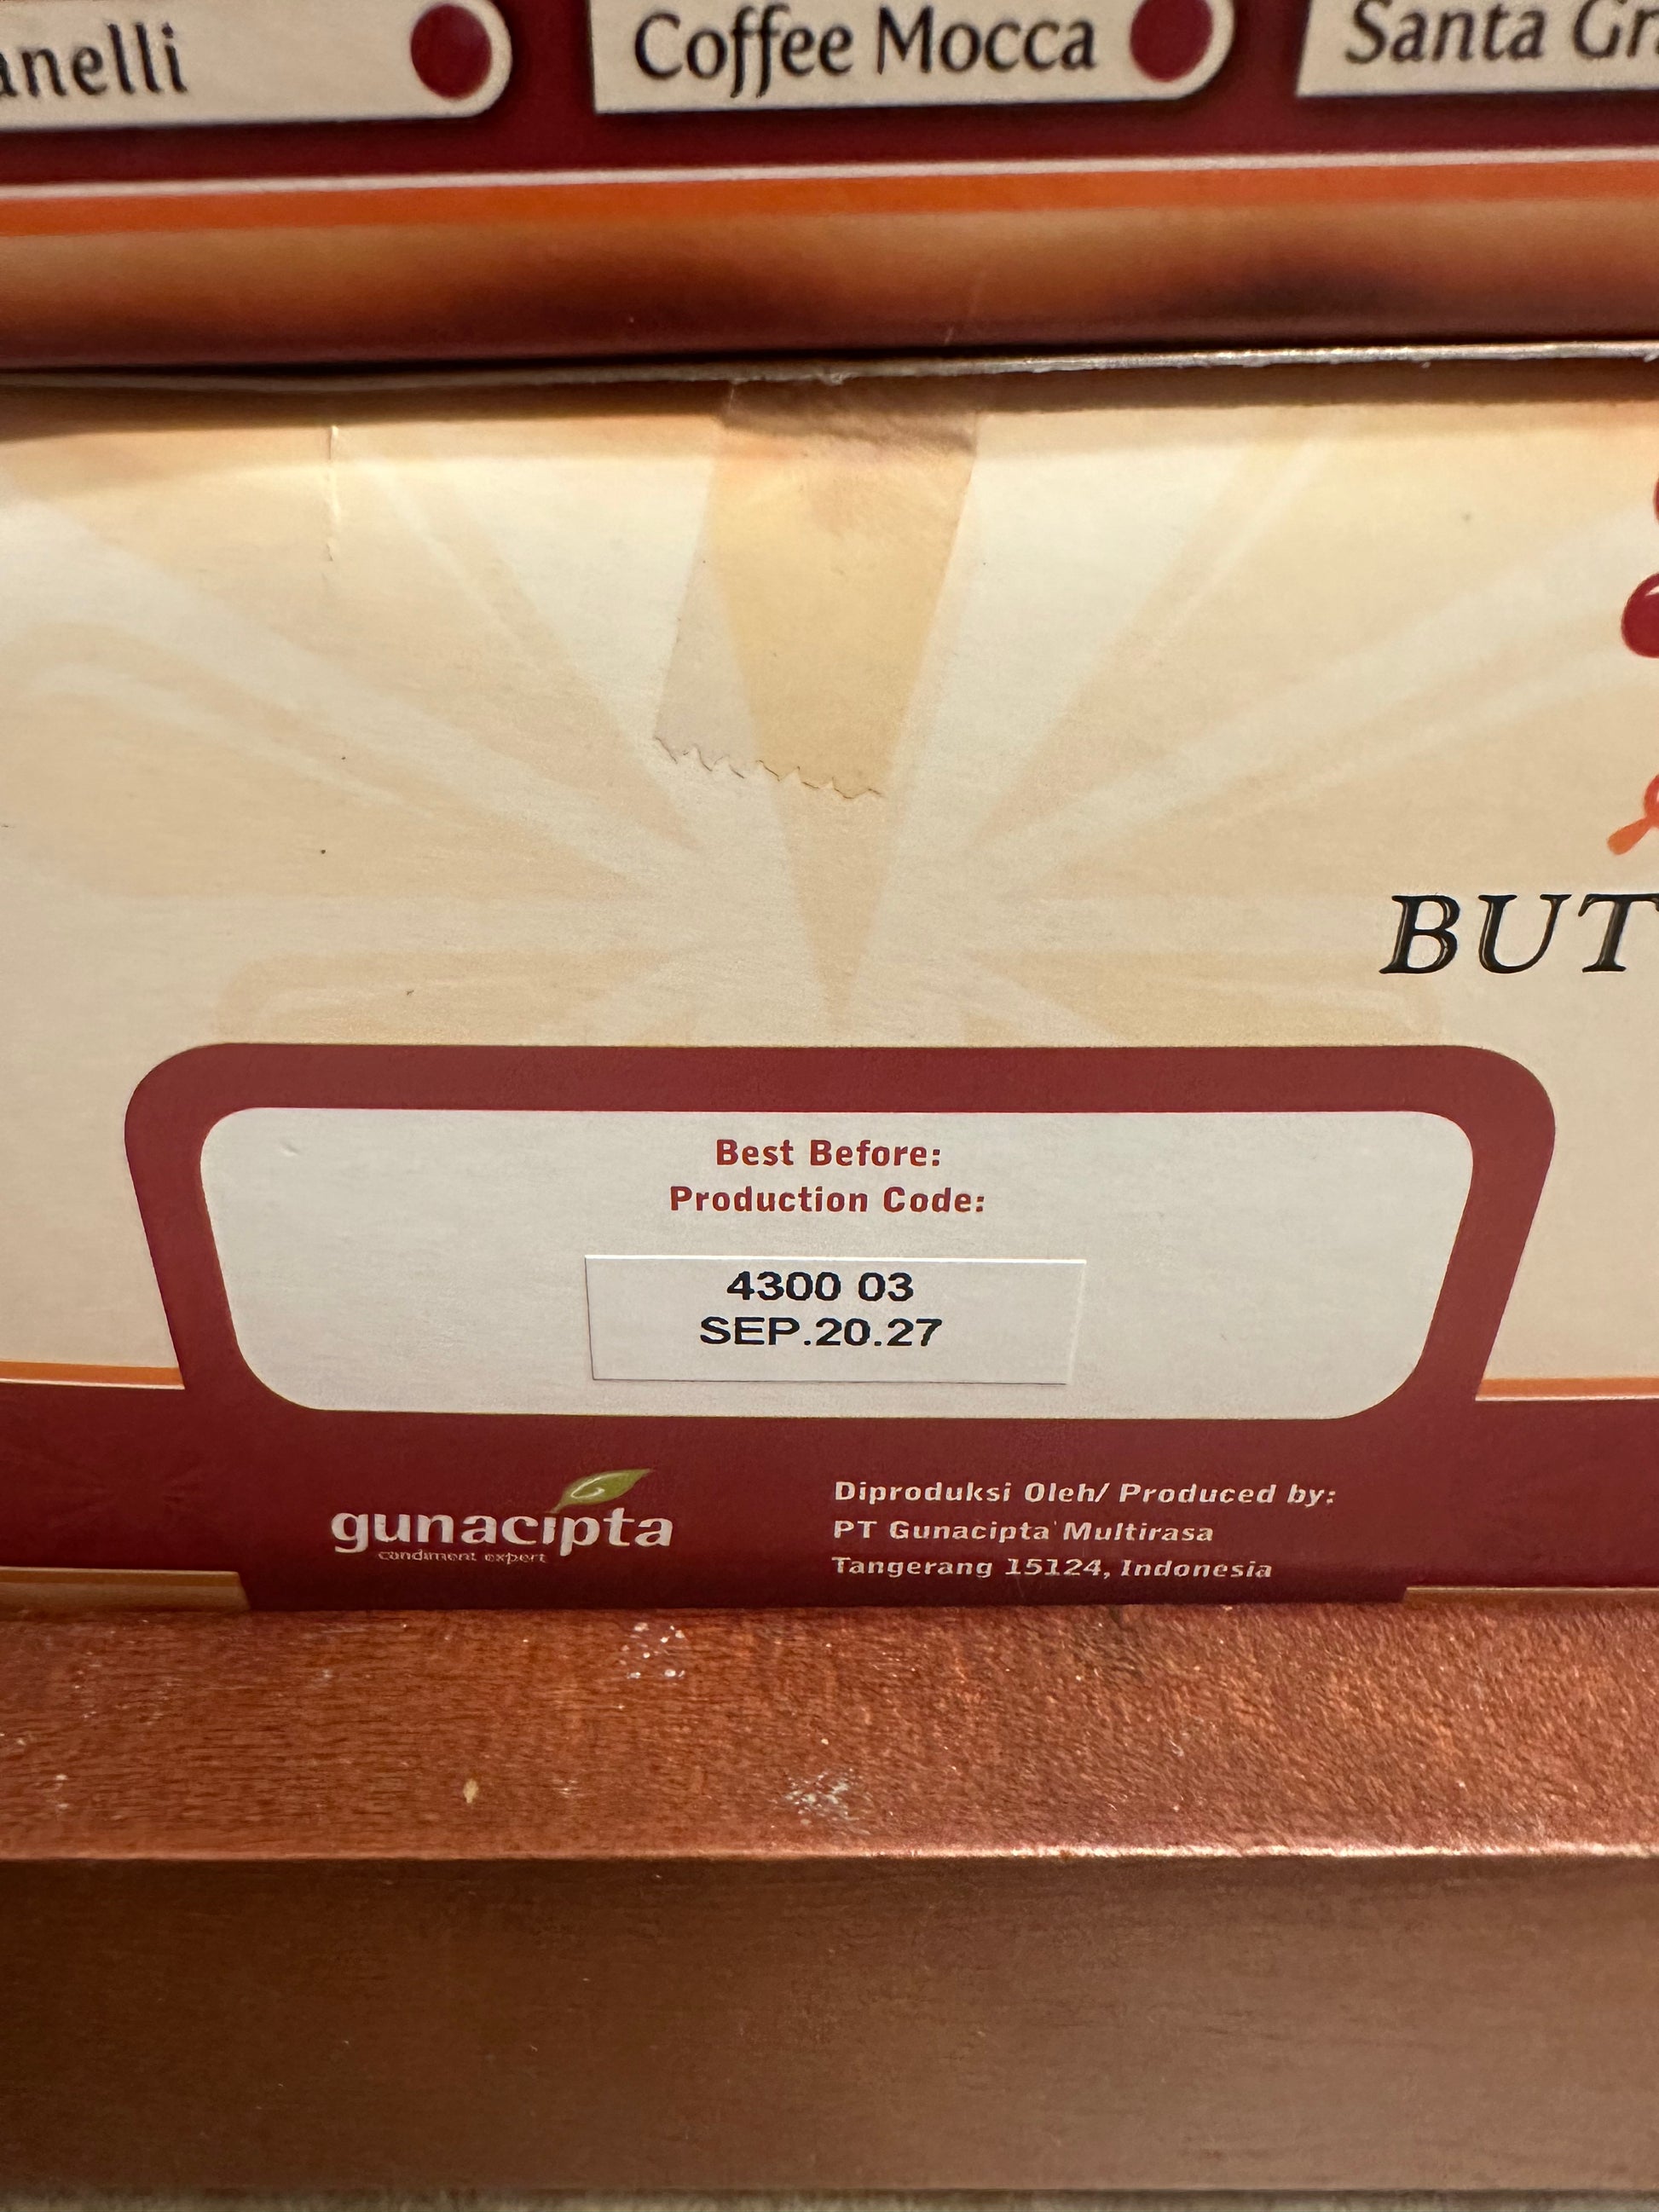 anelli
Coffee Mocca
Santa Gr
BUT
Best Before:
Production Code:
4300 03
SEP.20.27
gunacipta
condiment expert
Diproduksi Oleh/ Produced by:
PT Gunacipta Multirasa
Tangerang 15124, Indonesia